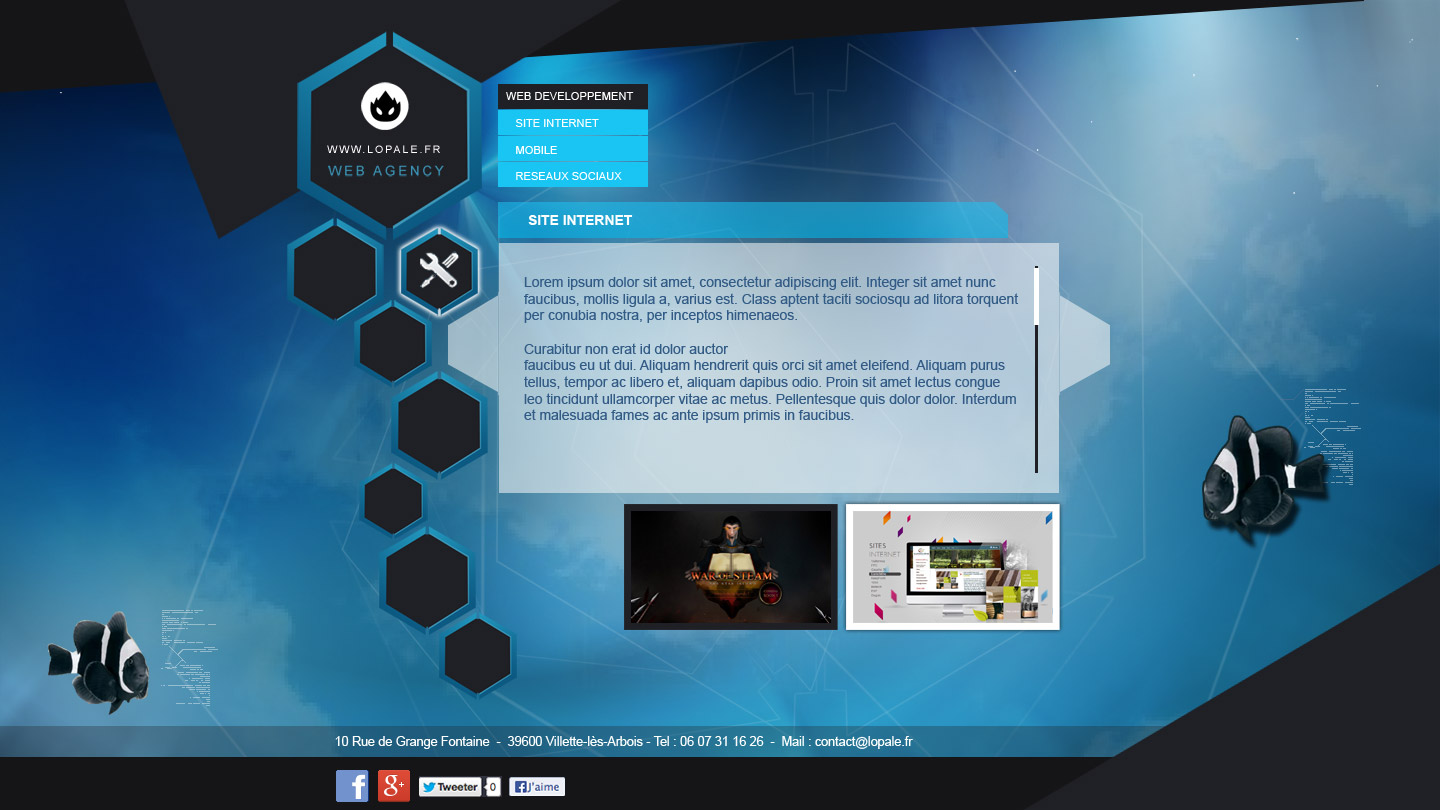 WWW.LOPALE.FR
WEB AGENCY
WEB DEVELOPPEMENT
SITE INTERNET
MOBILE
RESEAUX SOCIAUX
SITE INTERNET
Lorem ipsum dolor sit amet, consectetur adipiscing elit. Integer sit amet nunc
faucibus, mollis ligula a, varius est. Class aptent taciti sociosqu ad litora torquent
per conubia nostra, per inceptos himenaeos.
Curabitur non erat id dolor auctor
faucibus eu ut dui. Aliquam hendrerit quis orci sit amet eleifend. Aliquam purus
tellus, tempor ac libero et, aliquam dapibus odio. Proin sit amet lectus congue
leo tincidunt ullamcorper vitae ac metus. Pellentesque quis dolor dolor. Interdum
et malesuada fames ac ante ipsum primis in faucibus.
WAR OF STEAM
SITES
INTERNET
10 Rue de Grange Fontaine - 39600 Villette-lès-Arbois - Tel : 06 07 31 16 26 - Mail : contact@lopale.fr
f
g+
Tweeter 0
J'aime